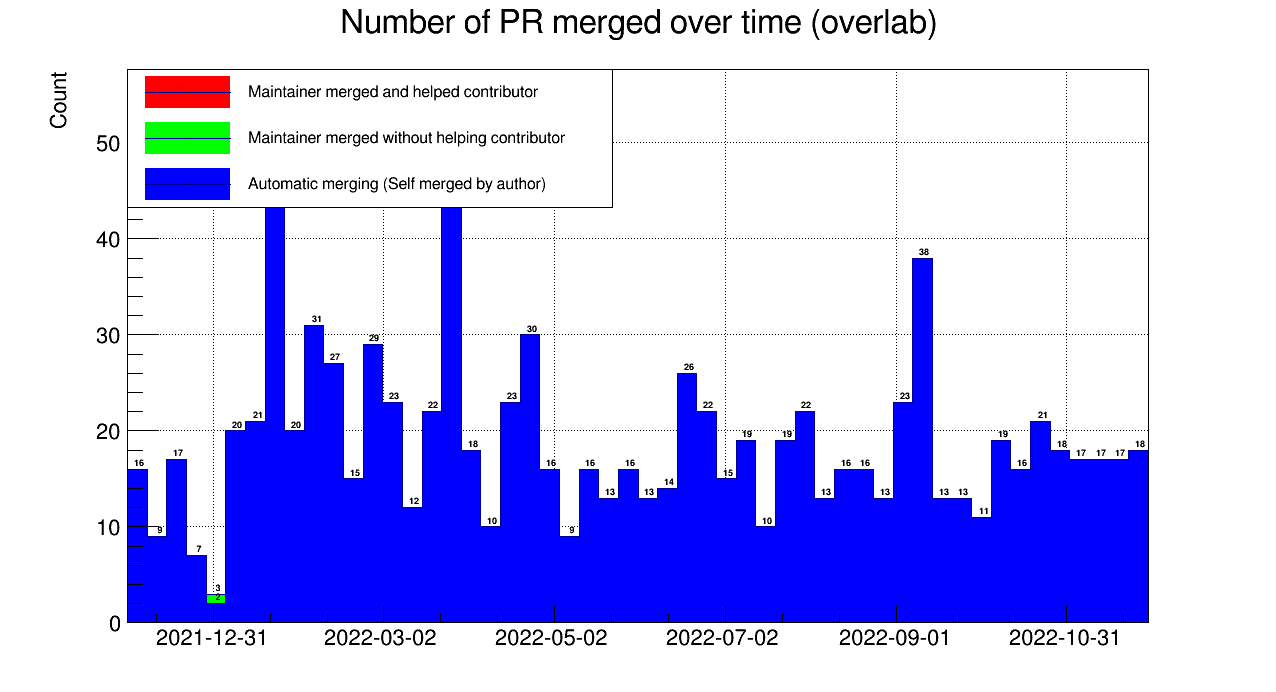 Number of PR merged over time (overlab)
Count
Maintainer merged and helped contributor
Maintainer merged without helping contributor
Automatic merging (Self merged by author)
50
40
30
20
10
0
16 9 17 7 3 2 20 21 20 31 27 15 29 23 12 22 18 10 23 30 16 9 16 13 16 13 14 26 22 15 19 10 19 22 13 16 16 13 23 38 13 13 11 19 16 21 18 17 17 17 18
2021-12-31 2022-03-02 2022-05-02 2022-07-02 2022-09-01 2022-10-31